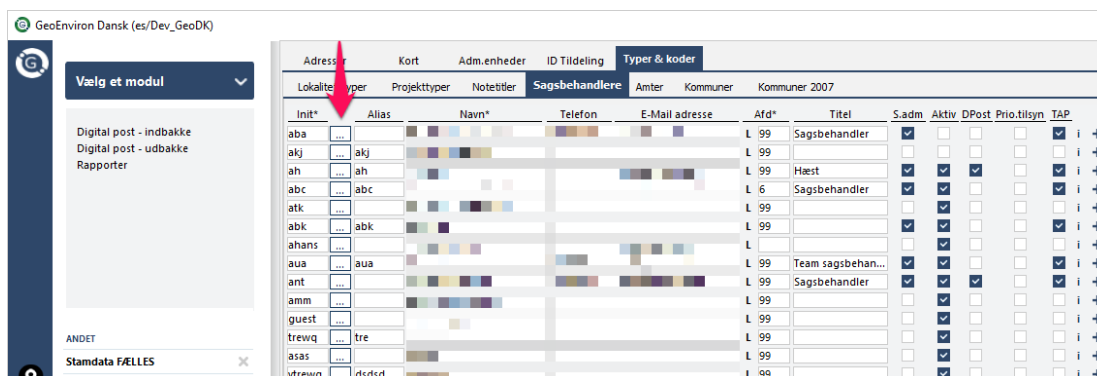 GeoEnviron Dansk (es/Dev_GeoDK)
G
Vælg et modul
Digital post - indbakke
Digital post - udbakke
Rapporter
ANDET
Stamdata FÆLLES
Kort Adm.enheder ID Tildeling Typer & koder
Projekttyper Notetitler Sagsbehandlere Amter Kommuner Kommuner 2007
Init* Alias Navn* Telefon E-Mail adresse Afd* Titel S.adm Aktiv DPost Prio.tilsyn TAP
aba ... L 99 Sagsbehandler i +
akj ... akj L 99 i +
ah ... ah L 99 Hæst i +
abc ... abc L 6 Sagsbehandler i +
atk ... L 99 i +
abk ... abk L 99 i +
ahans ... L i +
aua ... aua L 99 Team sagsbehan... i +
ant ... L 99 Sagsbehandler i +
amm ... L 99 i +
guest ... L 99 i +
trewq ... tre L 99 i +
asas ... L 99 i +
ytrewq ... dsdsd L 99 i +